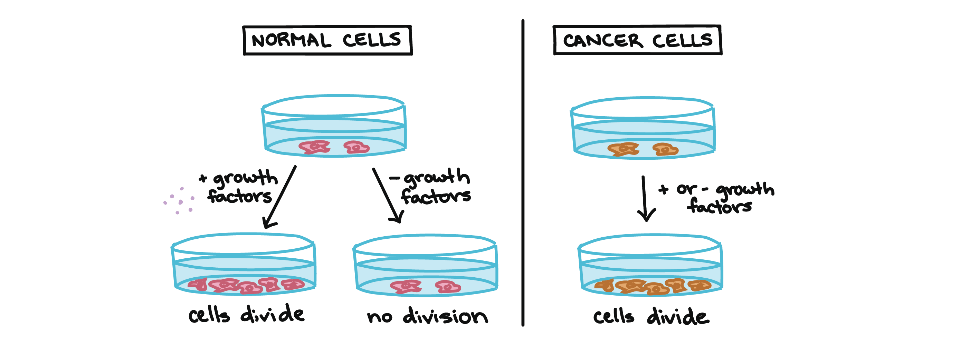 NORMAL CELLS
+ growth
factors
- growth
factors
cells divide
no division
CANCER CELLS
+ or - growth
factors
cells divide